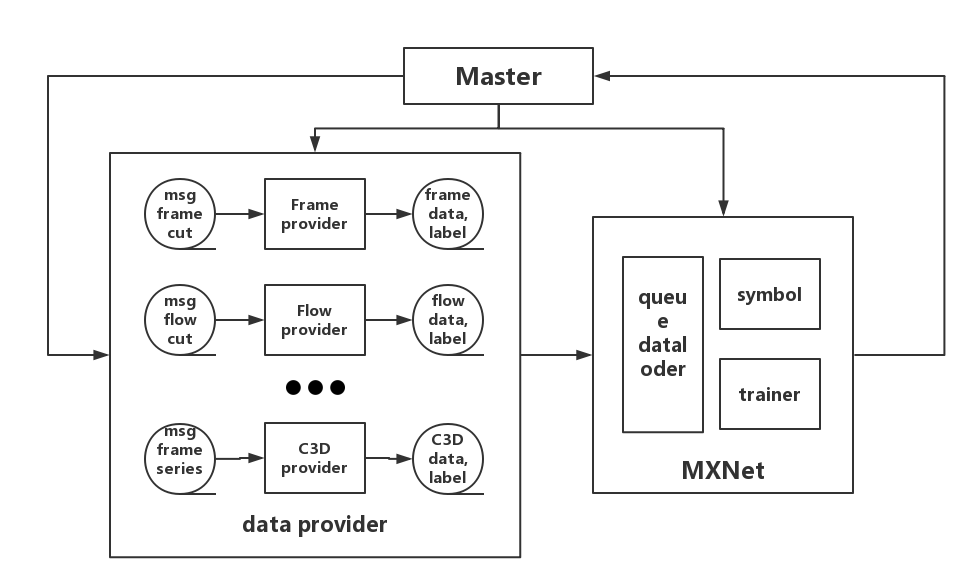 Master
msg
frame
cut
Frame
provider
frame
data,
label
msg
flow
cut
Flow
provider
flow
data,
label
msg
frame
series
C3D
provider
C3D
data,
label
data provider
queu
e
datal
oder
symbol
trainer
MXNet